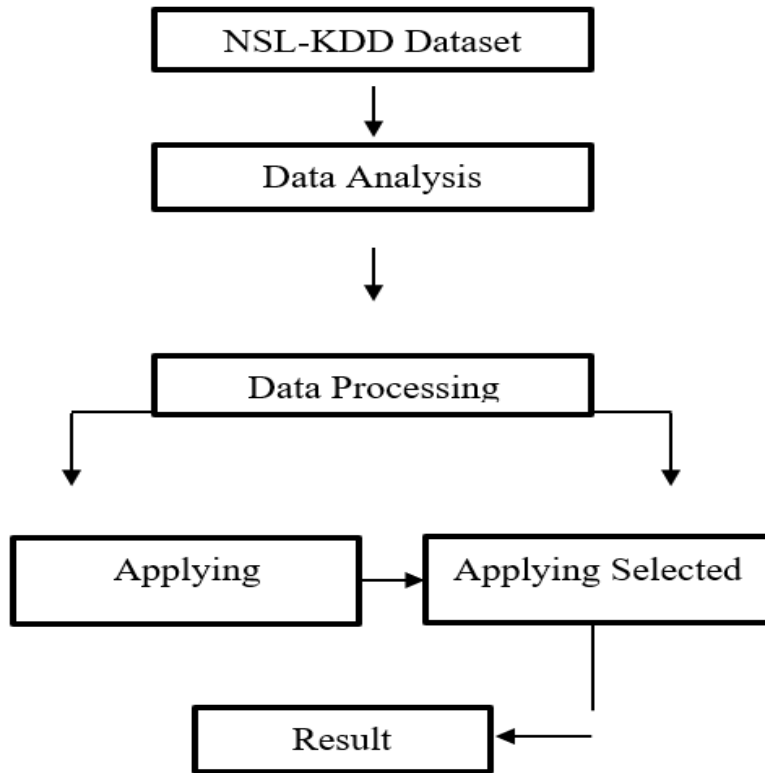 NSL-KDD Dataset
Data Analysis
Data Processing
Applying
Applying Selected
Result